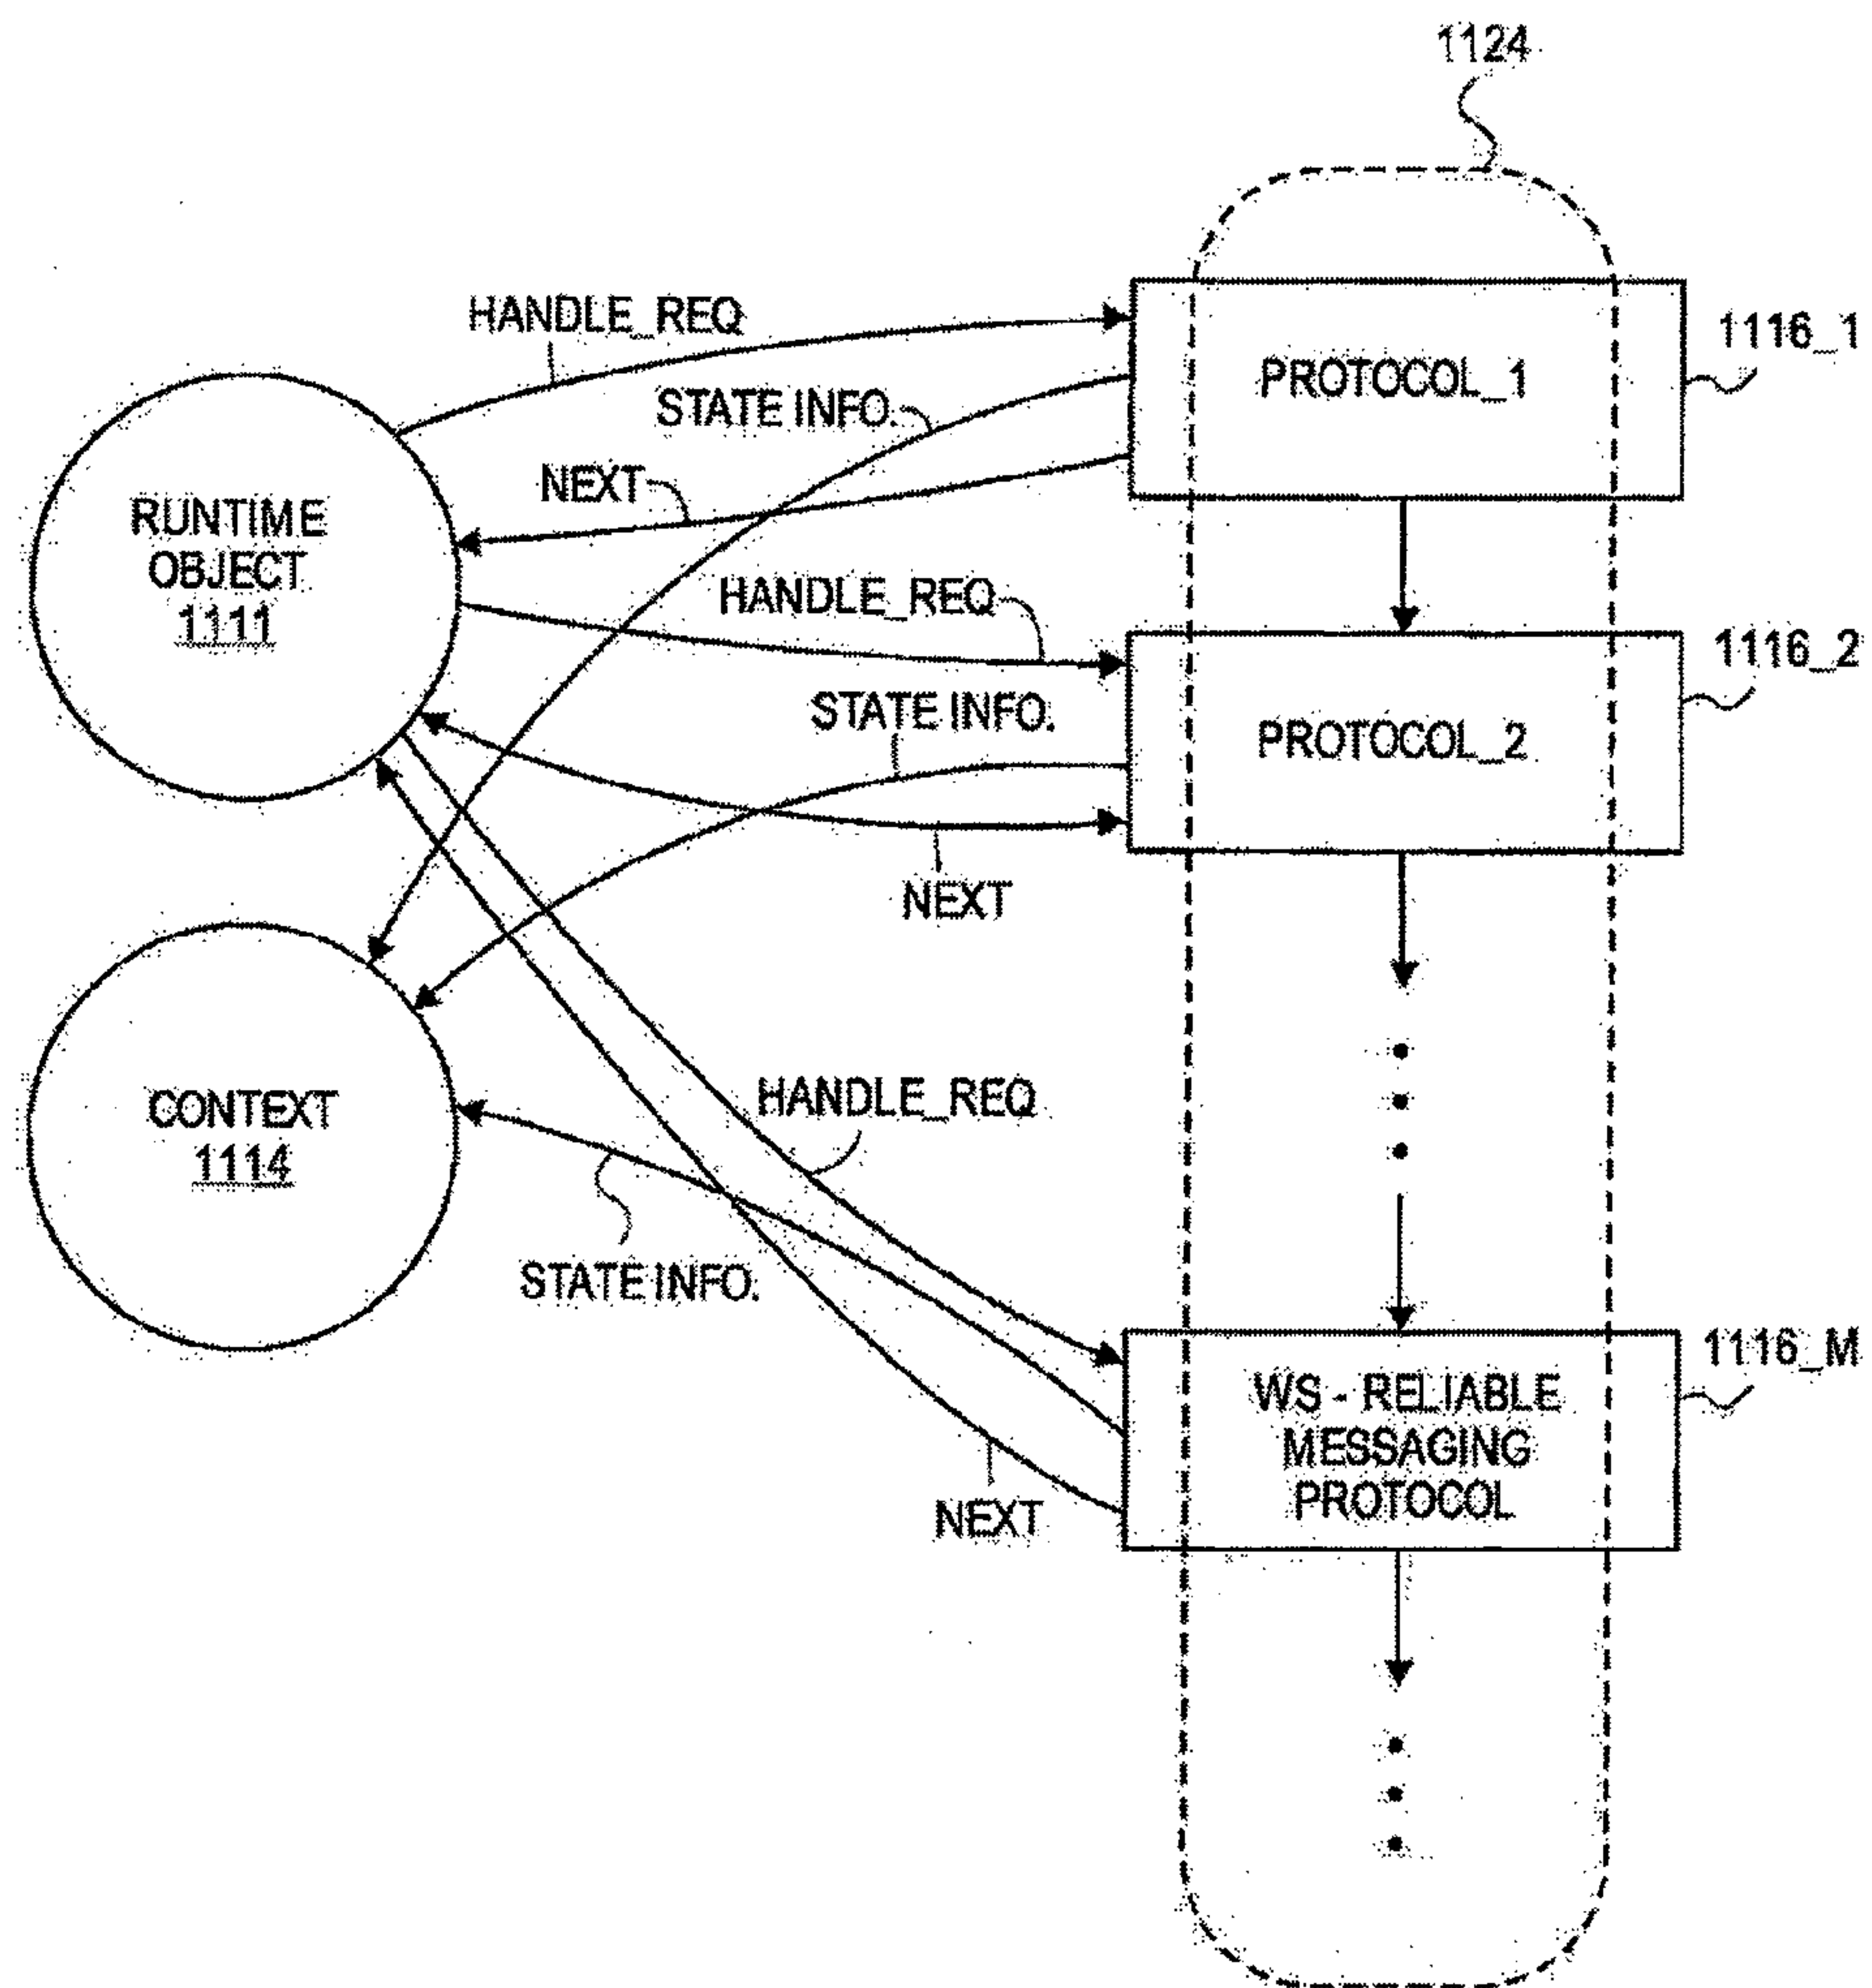 1124
HANDLE_REQ
1116_1
PROTOCOL_1
STATE INFO.
NEXT
RUNTIME
OBJECT
1111
HANDLE_REQ
1116_2
STATE INFO.
PROTOCOL_2
NEXT
HANDLE_REQ
CONTEXT
1114
STATE INFO.
1116_M
WS - RELIABLE
MESSAGING
PROTOCOL
NEXT